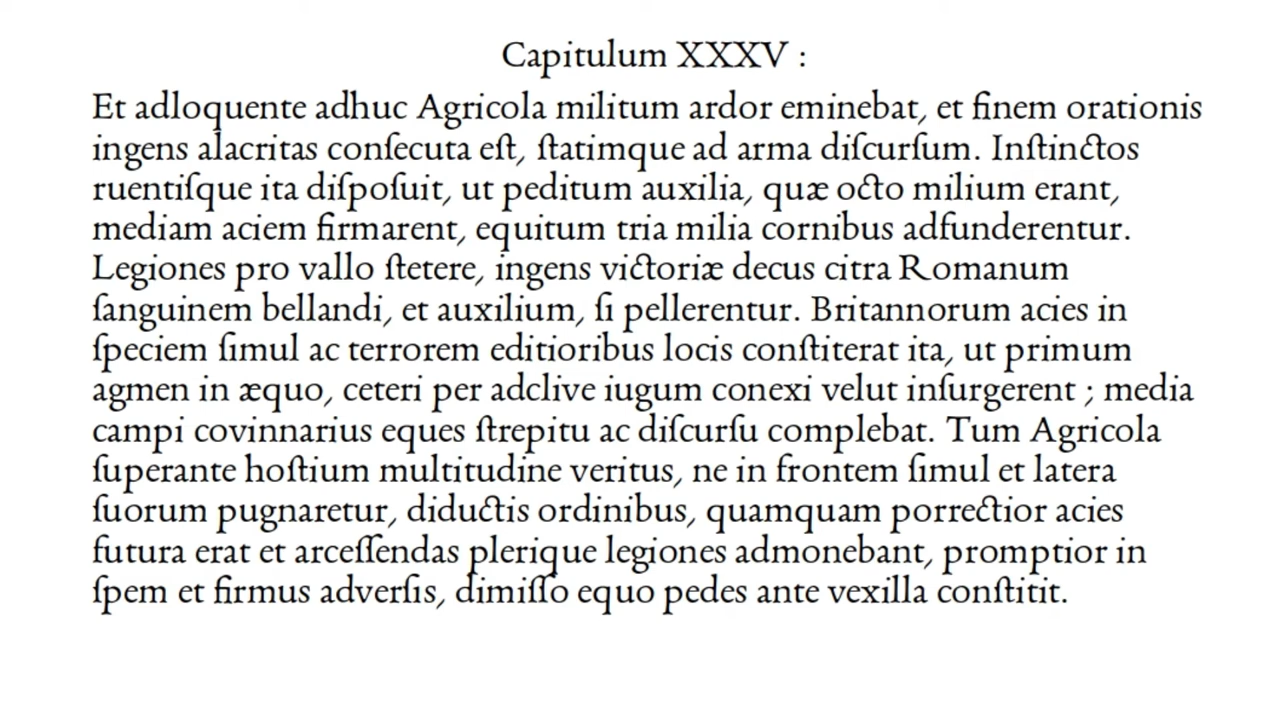 Capitulum XXXV :
Et adloquente adhuc Agricola militum ardor eminebat, et finem orationis
ingens alacritas conſecuta eſt, ſtatimque ad arma diſcurſum. Inſtinctos
ruentiſque ita diſpoſuit, ut peditum auxilia, quæ octo milium erant,
mediam aciem firmarent, equitum tria milia cornibus adfunderentur.
Legiones pro vallo ſtetere, ingens victoriæ decus citra Romanum
ſanguinem bellandi, et auxilium, ſi pellerentur. Britannorum acies in
ſpeciem ſimul ac terrorem editioribus locis conſtiterat ita, ut primum
agmen in æquo, ceteri per adclive iugum conexi velut inſurgerent ; media
campi covinnarius eques ſtrepitu ac diſcurſu complebat. Tum Agricola
ſuperante hoſtium multitudine veritus, ne in frontem ſimul et latera
ſuorum pugnaretur, diductis ordinibus, quamquam porrectior acies
futura erat et arceſſendas plerique legiones admonebant, promptior in
ſpem et firmus adverſis, dimiſſo equo pedes ante vexilla conſtitit.